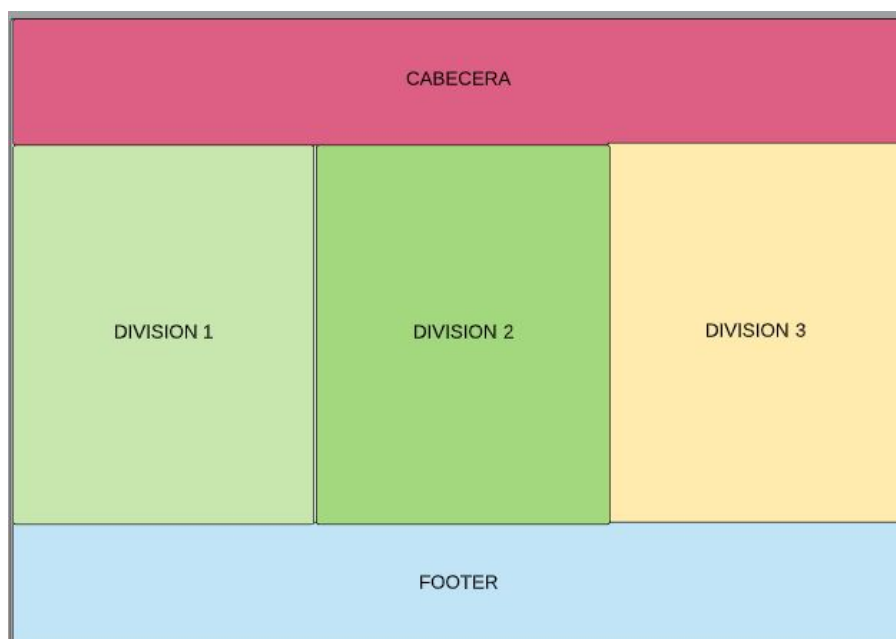 CABECERA
DIVISION 1
DIVISION 2
DIVISION 3
FOOTER